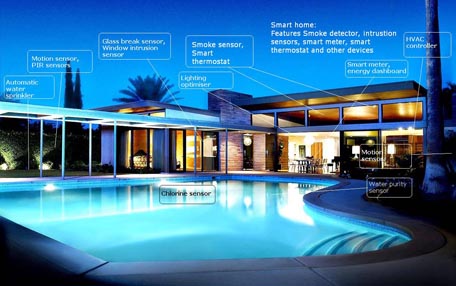 Smart home:
Features Smoke detector, intrustion
sensors, smart meter, smart
thermostat and other devices
HVAC
controller
Glass break sensor,
Window intrusion
sensor
Smoke sensor,
Smart
thermostat
Motion sensor,
PIR sensors
Smart meter,
energy dashboard
Automatic
water
sprinkler
Lighting
optimiser
Motion
sensor
Chlorine sensor
Water purity
sensor